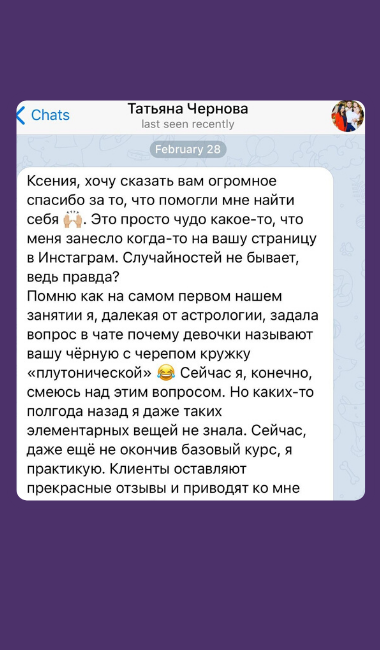 Chats
Татьяна Чернова
last seen recently
February 28
Ксения, хочу сказать вам огромное
спасибо за то, что помогли мне найти
себя 🙌🏼. Это просто чудо какое-то, что
меня занесло когда-то на вашу страницу
в Инстаграм. Случайностей не бывает,
ведь правда?
Помню как на самом первом нашем
занятии я, далекая от астрологии, задала
вопрос в чате почему девочки называют
вашу чёрную с черепом кружку
«плутонической» 😂 Сейчас я, конечно,
смеюсь над этим вопросом. Но каких-то
полгода назад я даже таких
элементарных вещей не знала. Сейчас,
даже ещё не окончив базовый курс, я
практикую. Клиенты оставляют
прекрасные отзывы и приводят ко мне